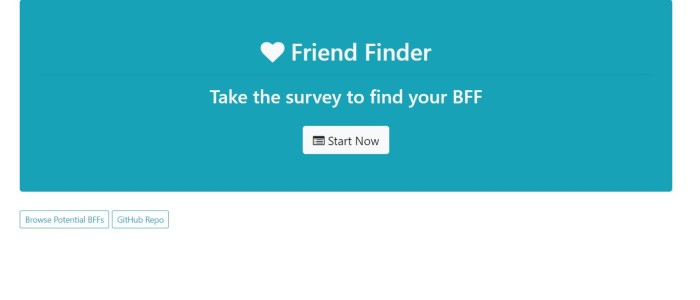 Friend Finder
Take the survey to find your BFF
Start Now
Browse Potential BFFs GitHub Repo